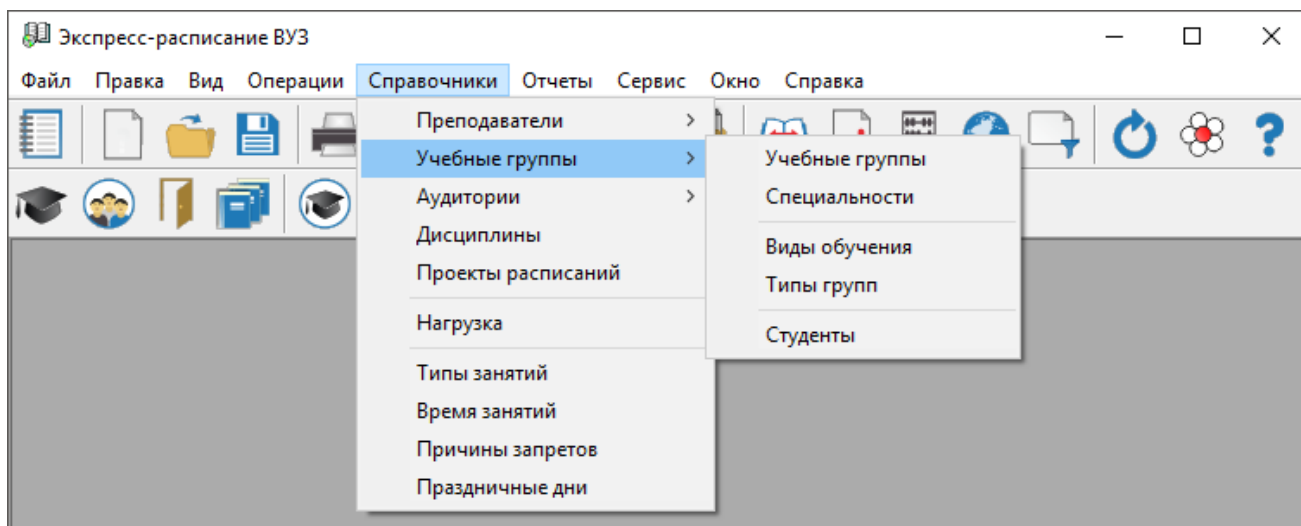 Экспресс-расписание ВУЗ
Файл Правка Вид Операции Справочники Отчеты Сервис Окно Справка
Преподаватели
Учебные группы
Аудитории
Дисциплины
Проекты расписаний
Нагрузка
Типы занятий
Время занятий
Причины запретов
Праздничные дни
Учебные группы
Специальности
Виды обучения
Типы групп
Студенты